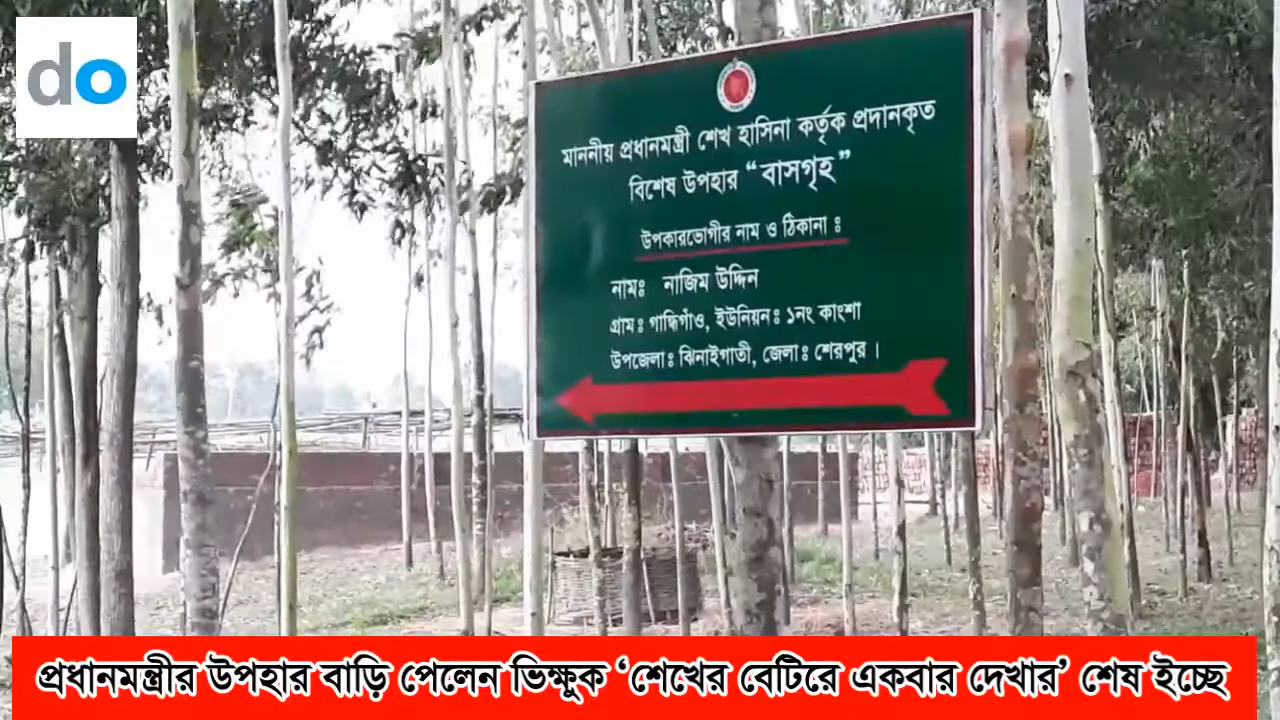 do
মাননীয় প্রধানমন্ত্রী শেখ হাসিনা কর্তৃক প্রদানকৃত
বিশেষ উপহার “বাসগৃহ”
উপকারভোগীর নাম ও ঠিকানা ঃ
নামঃ নাজিম উদ্দিন
গ্রাম ঃ গান্ধিগাঁও, ইউনিয়ন ঃ ১নং কাংশা
উপজেলা ঃ ঝিনাইগাতী, জেলা ঃ শেরপুর ।
প্রধানমন্ত্রীর উপহার বাড়ি পেলেন ভিক্ষুক ‘শেখের বেটিরে একবার দেখার’ শেষ ইচ্ছে